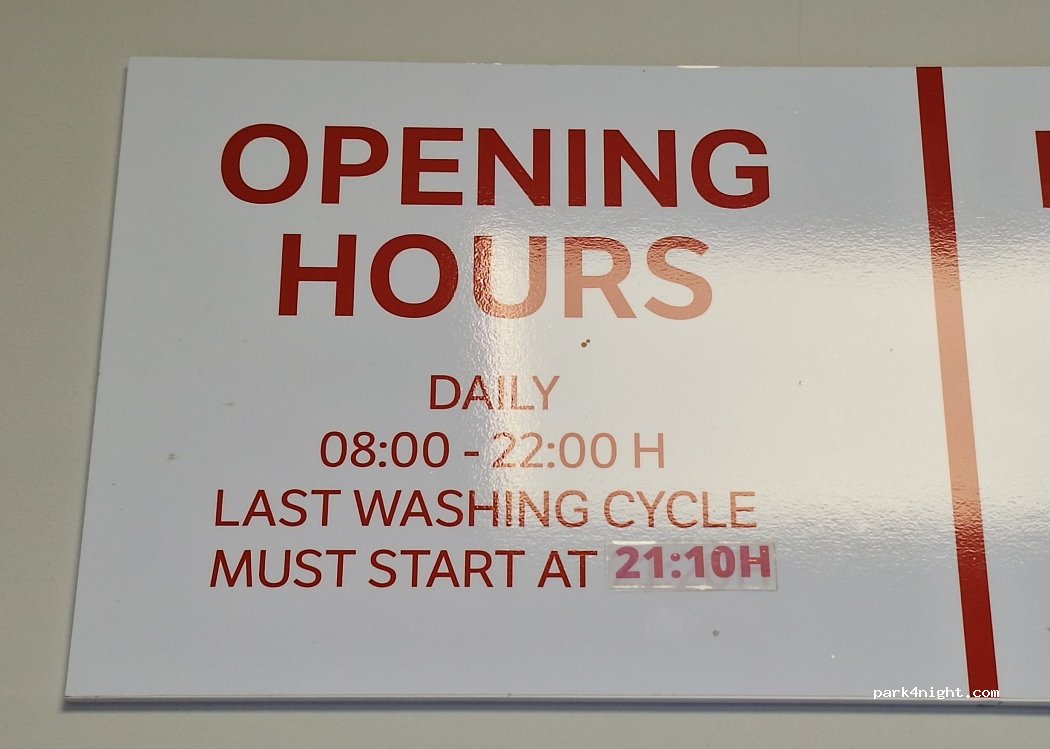 OPENING
HOURS
DAILY
08:00 - 22:00 H
LAST WASHING CYCLE
MUST START AT 21:10H
park4night.com